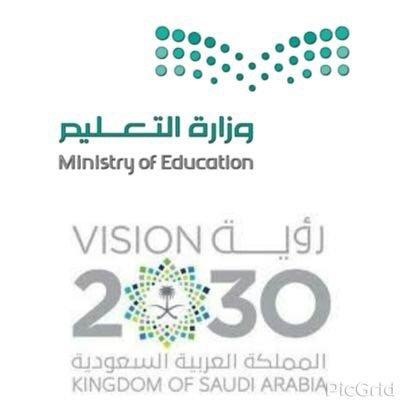 وزارة التعليم
Ministry of Education
VISION رؤية
2030
المملكة العربية السعودية
KINGDOM OF SAUDI ARABIA
PicGrid